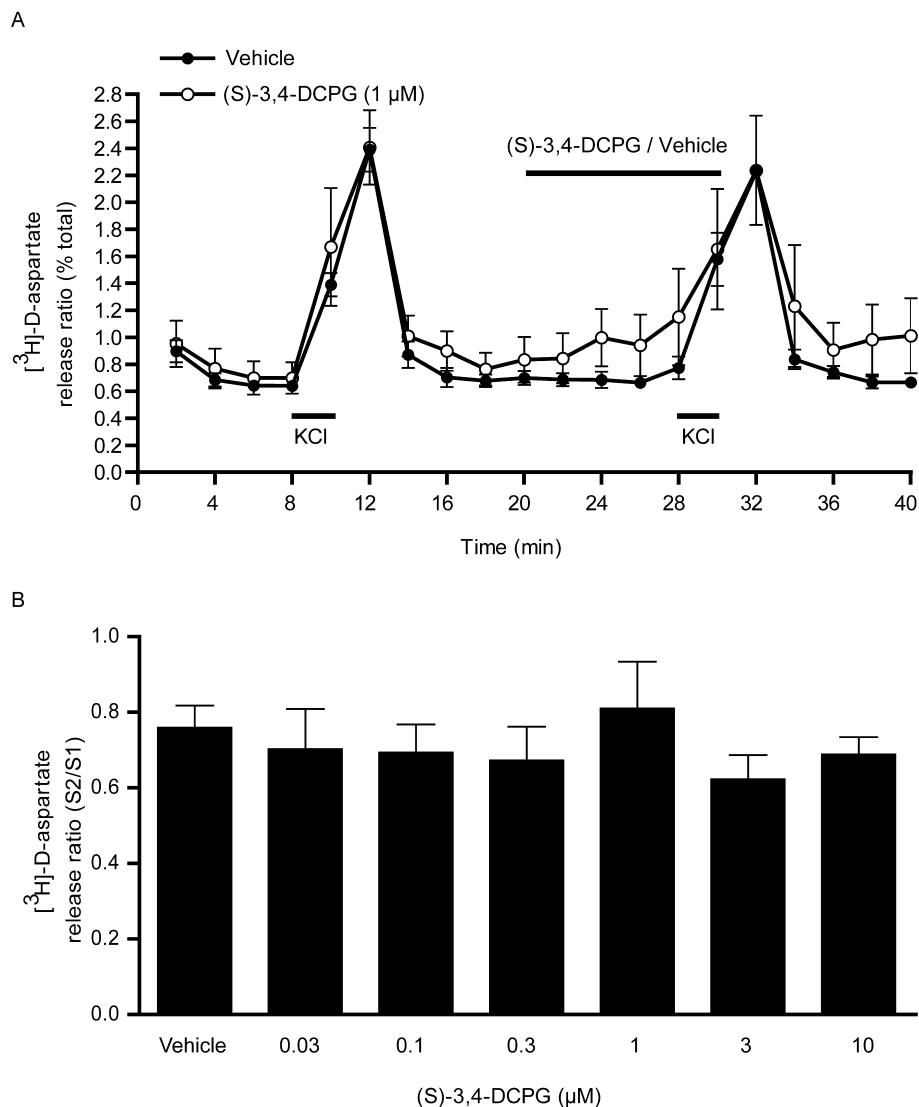 A
Vehicle
(S)-3,4-DCPG (1 µM)
2.8
2.6
2.4
2.2
2.0
1.8
1.6
1.4
1.2
1.0
0.8
0.6
0.4
0.2
0.0
[3H]-D-aspartate
release ratio (% total)
(S)-3,4-DCPG / Vehicle
KCl
KCl
0 4 8 12 16 20 24 28 32 36 40
Time (min)
B
1.0
0.8
0.6
0.4
0.2
0.0
[3H]-D-aspartate
release ratio (S2/S1)
Vehicle 0.03 0.1 0.3 1 3 10
(S)-3,4-DCPG (µM)